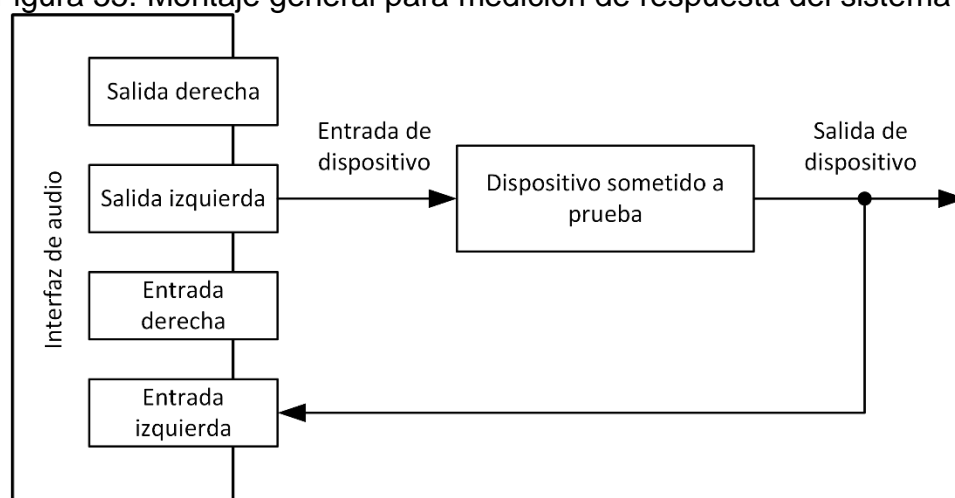 igura 53. Montaje general para medición de respuesta del sistema
Salida derecha
Salida izquierda
Entrada
derecha
Entrada
izquierda
Interfaz de audio
Entrada de
dispositivo
Dispositivo sometido a
prueba
Salida de
dispositivo